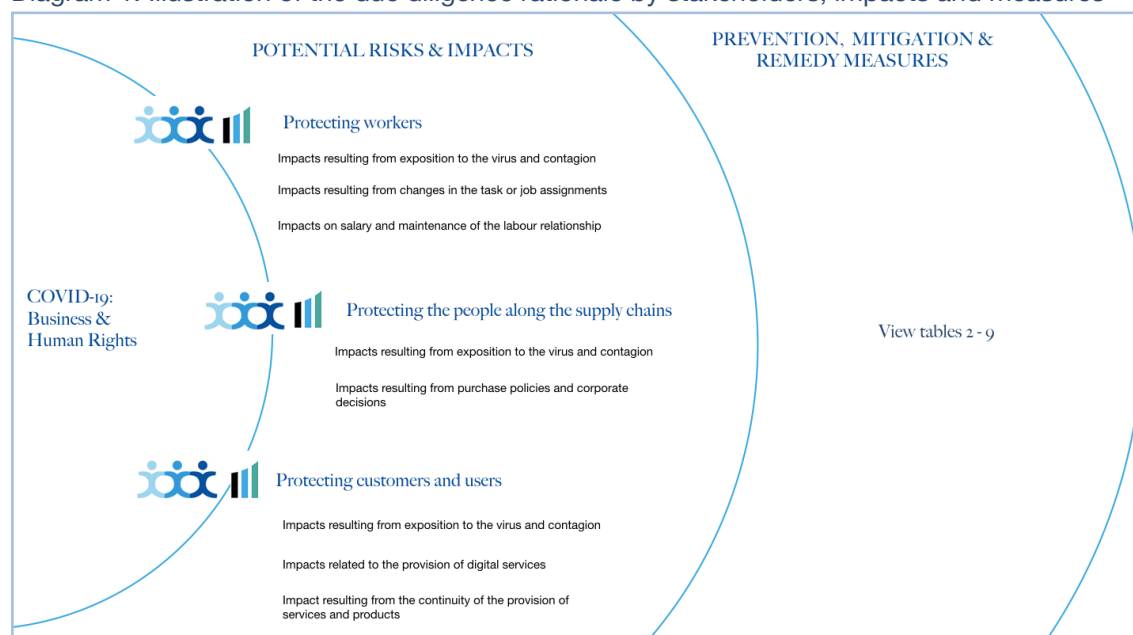 POTENTIAL RISKS & IMPACTS
PREVENTION, MITIGATION &
REMEDY MEASURES
Protecting workers
Impacts resulting from exposition to the virus and contagion
Impacts resulting from changes in the task or job assignments
Impacts on salary and maintenance of the labour relationship
COVID-19:
Business &
Human Rights
Protecting the people along the supply chains
Impacts resulting from exposition to the virus and contagion
Impacts resulting from purchase policies and corporate
decisions
View tables 2 - 9
Protecting customers and users
Impacts resulting from exposition to the virus and contagion
Impacts related to the provision of digital services
Impact resulting from the continuity of the provision of
services and products